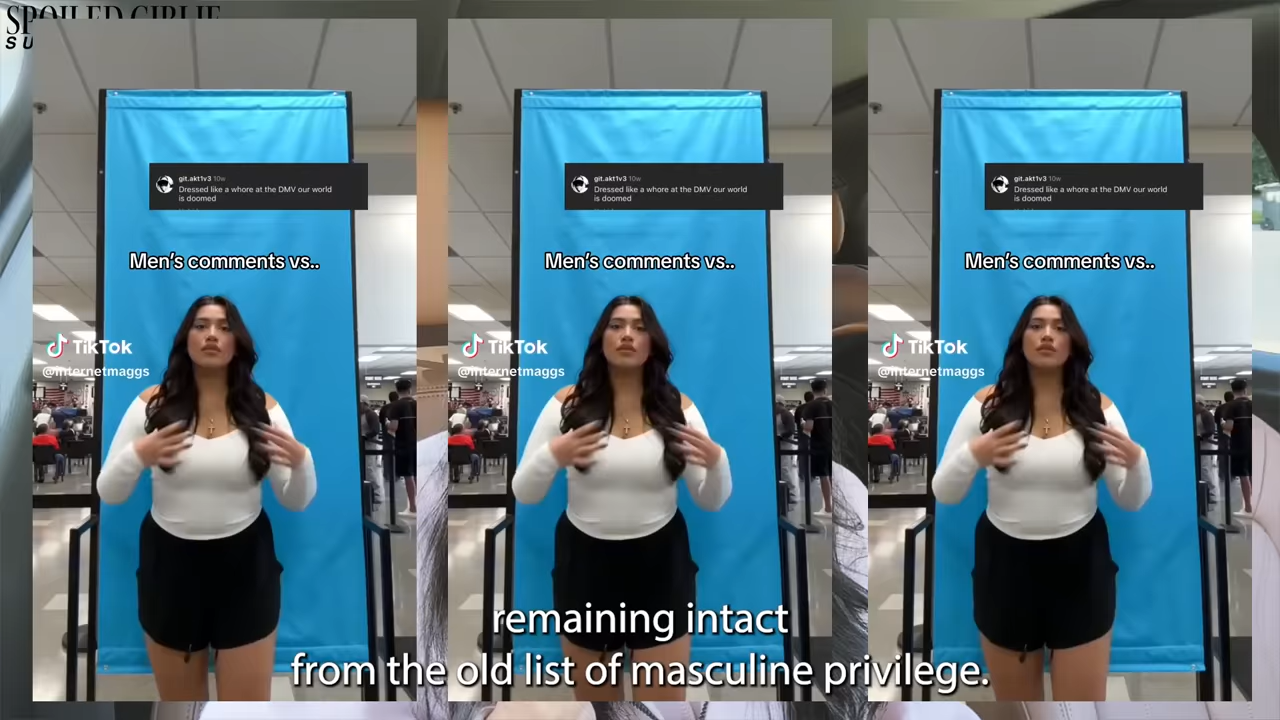 SPOILED GIRLIE
SU
git.akt1v3 10w
Dressed like a whore at the DMV our world
is doomed
Men's comments vs..
TikTok
@internetmaggs
git.akt1v3 10w
Dressed like a whore at the DMV our world
is doomed
Men's comments vs..
TikTok
@internetmaggs
git.akt1v3 10w
Dressed like a whore at the DMV our world
is doomed
Men's comments vs..
TikTok
@internetmaggs
remaining intact
from the old list of masculine privilege.